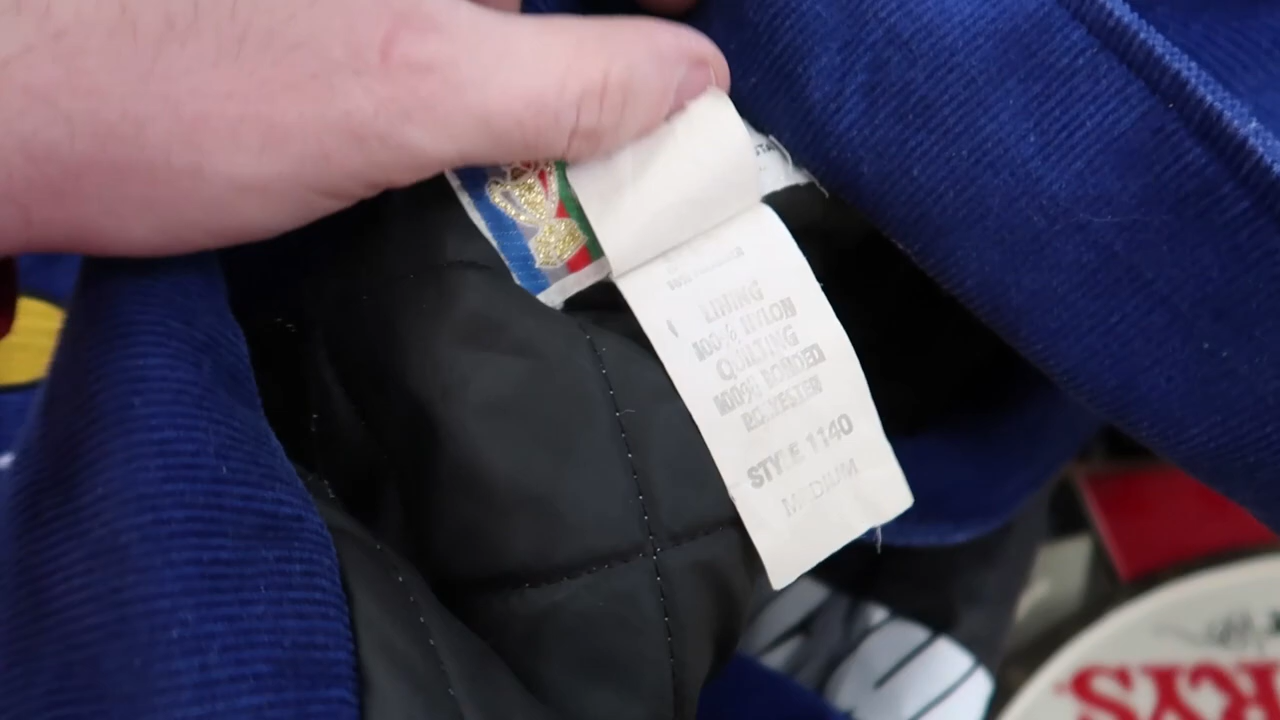 LINING
100% NYLON
QUILTING
100% BONDED
POLYESTER
STYLE 1140
MEDIUM